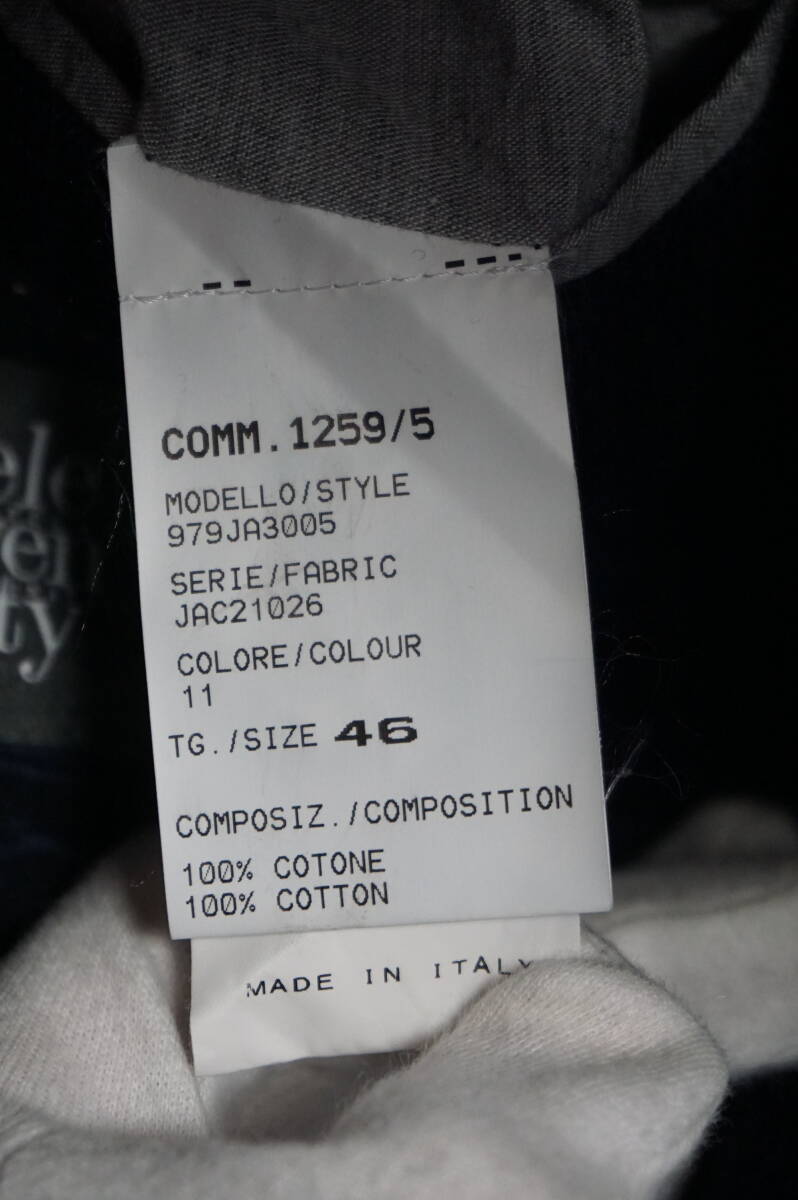 COMM. 1259/5
MODELLO/STYLE
979JA3005
SERIE/FABRIC
JAC21026
COLORE/COLOUR
11
TG./SIZE 46
COMPOSIZ./COMPOSITION
100% COTONE
100% COTTON
MADE IN ITALY